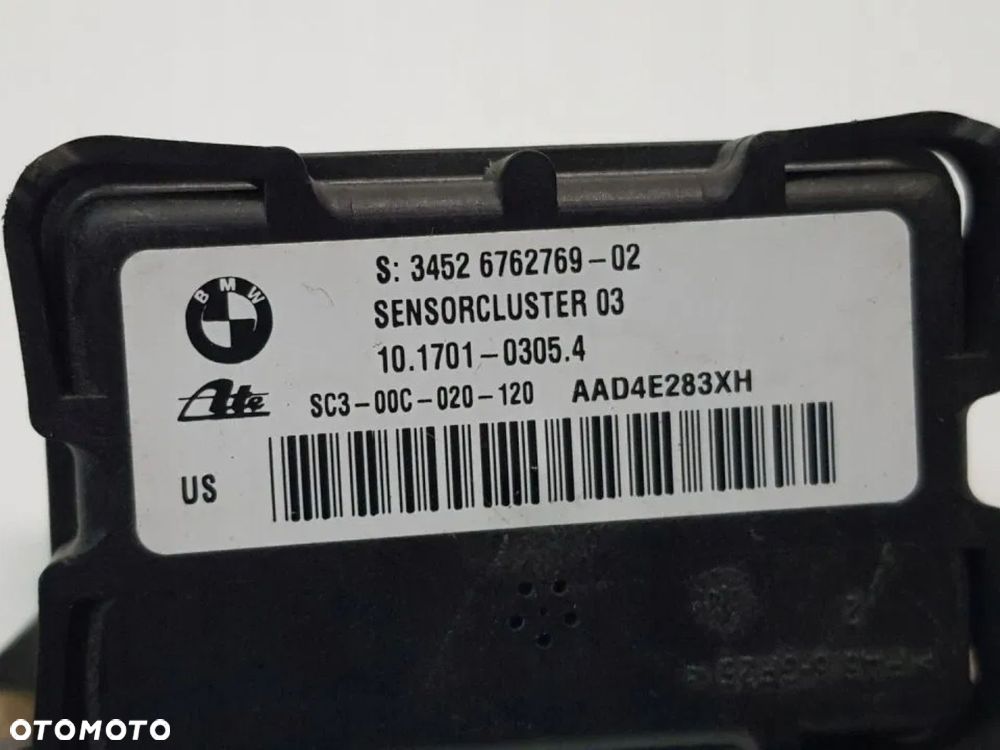 S: 3452 6762769-02
BMW
SENSORCLUSTER 03
10.1701-0305.4
Ate
SC3-00C-020-120 AAD4E283XH
US
OTOMOTO